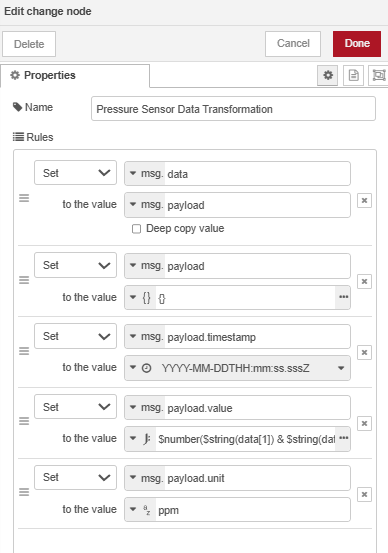 Edit change node
Delete Cancel Done
Properties
Name Pressure Sensor Data Transformation
Rules
Set msg. data
to the value msg. payload
Deep copy value
Set msg. payload
to the value {} {} •••
Set msg. payload.timestamp
to the value YYYY-MM-DDTHH:mm:ss.sssZ
Set msg. payload.value
to the value J: $number($string(data[1]) & $string(dat •••
Set msg. payload.unit
to the value az ppm